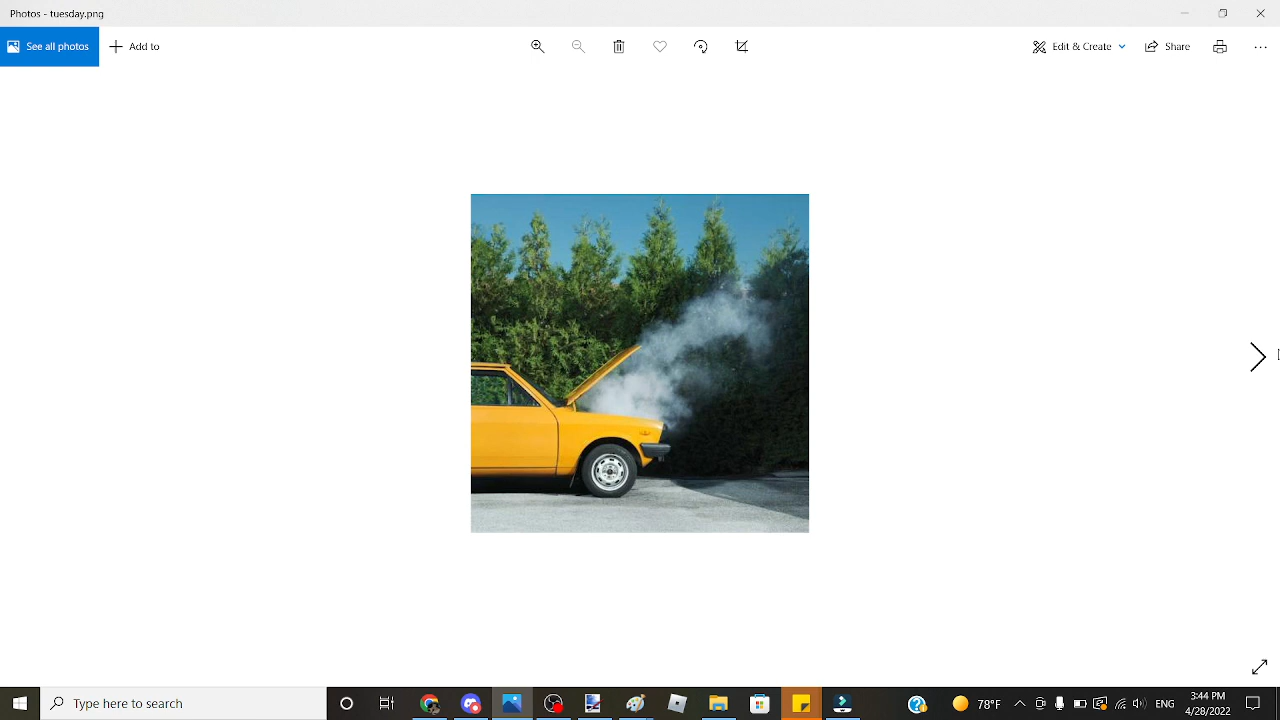 Photos - tuesday.png
See all photos
Add to
Edit & Create
Share
Type here to search
78°F
ENG
3:44 PM
4/28/2022